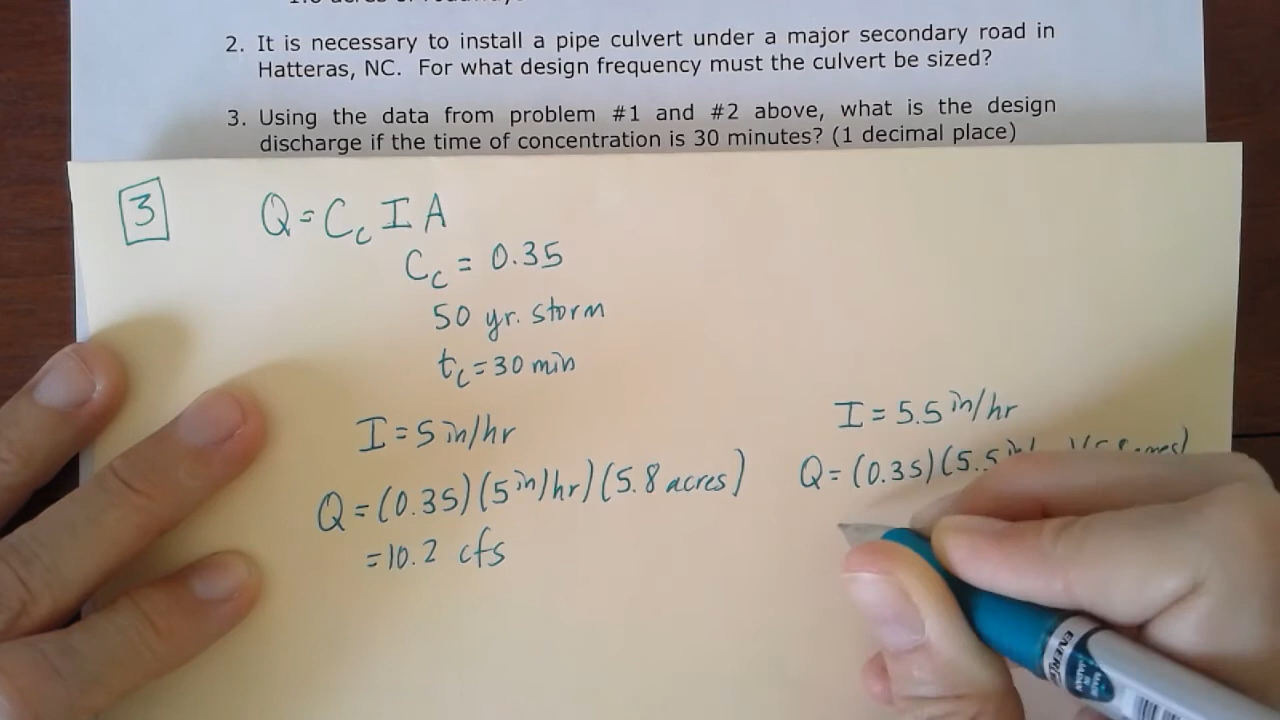 2. It is necessary to install a pipe culvert under a major secondary road in
Hatteras, NC. For what design frequency must the culvert be sized?
3. Using the data from problem #1 and #2 above, what is the design
discharge if the time of concentration is 30 minutes? (1 decimal place)
3
Q = Cc I A
Cc = 0.35
50 yr. storm
tc = 30 min
I = 5 in/hr
Q = (0.35)(5 in/hr)(5.8 acres)
= 10.2 cfs
I = 5.5 in/hr
Q = (0.35)(5.5
MADE IN JAPAN